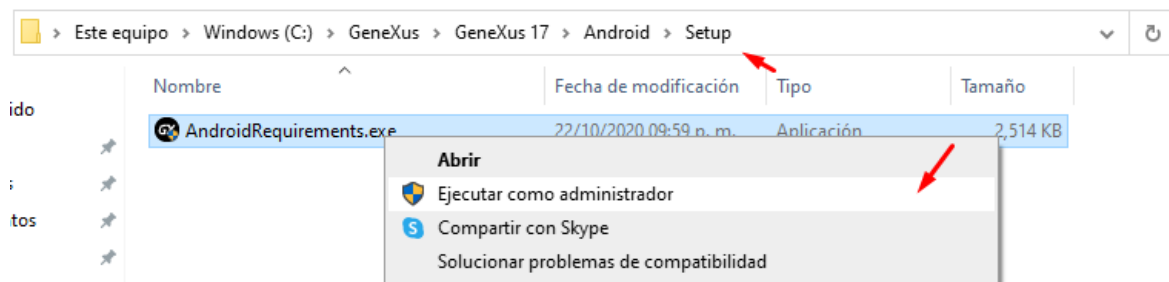 Este equipo > Windows (C:) > GeneXus > GeneXus 17 > Android > Setup
Nombre Fecha de modificación Tipo Tamaño
ido
AndroidRequirements.exe 22/10/2020 09:59 p. m. Aplicación 2,514 KB
Abrir
s Ejecutar como administrador
tos Compartir con Skype
Solucionar problemas de compatibilidad